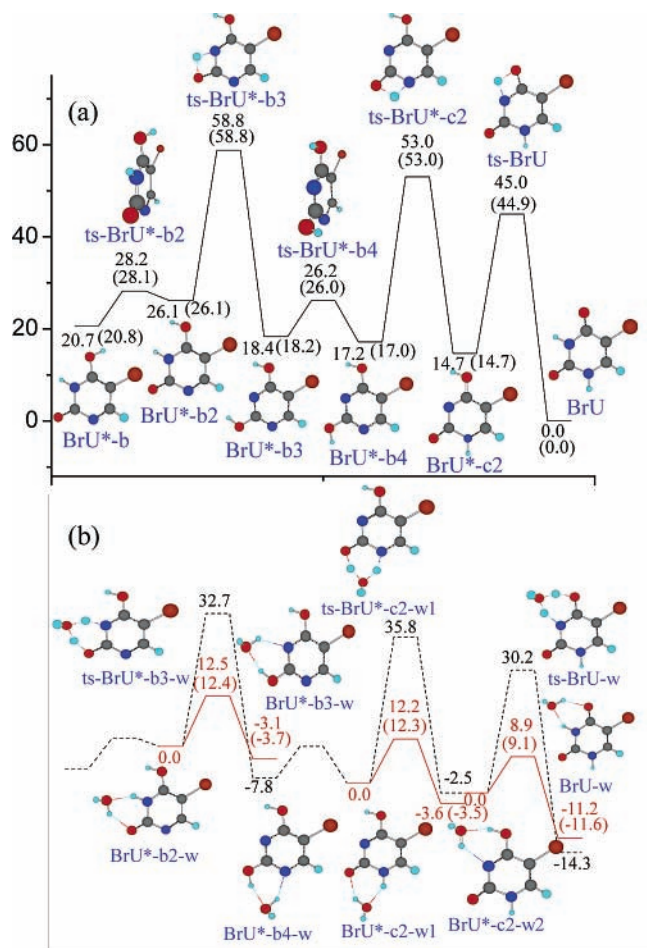 (a)
ts-BrU*-b3
58.8
(58.8)
ts-BrU*-c2
53.0
(53.0)
ts-BrU
45.0
(44.9)
60
40
20
0
ts-BrU*-b2
28.2
(28.1)
ts-BrU*-b4
26.2
(26.0)
20.7 (20.8)
26.1 (26.1)
18.4 (18.2)
17.2 (17.0)
14.7 (14.7)
BrU*-b
BrU*-b2
BrU*-b3
BrU*-b4
BrU*-c2
BrU
0.0
(0.0)
(b)
ts-BrU*-c2-w1
32.7
35.8
30.2
ts-BrU*-b3-w
12.5
(12.4)
BrU*-b3-w
12.2
(12.3)
ts-BrU-w
8.9
(9.1)
BrU-w
0.0
-3.1
(-3.7)
-7.8
0.0
-2.5
-3.6 (-3.5)
0.0
-11.2
(-11.6)
-14.3
BrU*-b2-w
BrU*-b4-w
BrU*-c2-w1
BrU*-c2-w2